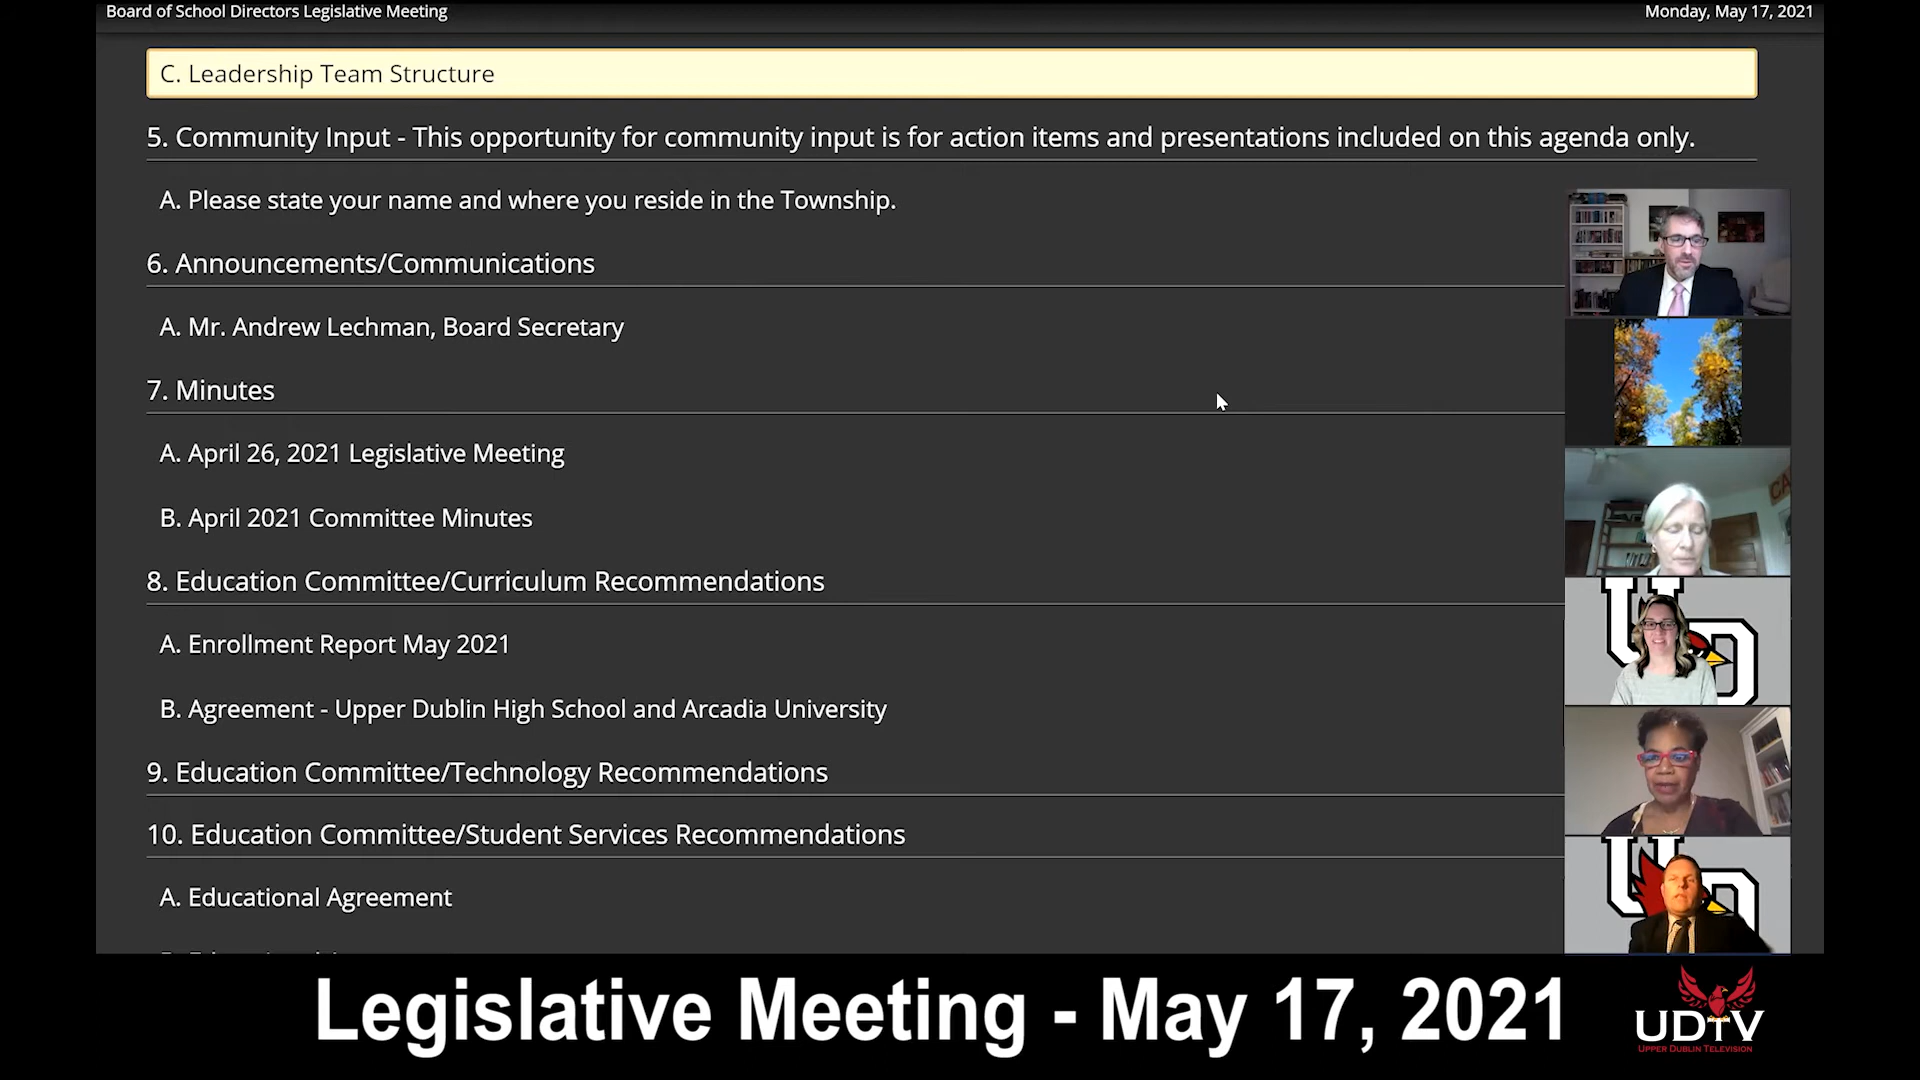 Board of School Directors Legislative Meeting
Monday, May 17, 2021
C. Leadership Team Structure
5. Community Input - This opportunity for community input is for action items and presentations included on this agenda only.
A. Please state your name and where you reside in the Township.
6. Announcements/Communications
A. Mr. Andrew Lechman, Board Secretary
7. Minutes
A. April 26, 2021 Legislative Meeting
B. April 2021 Committee Minutes
8. Education Committee/Curriculum Recommendations
A. Enrollment Report May 2021
B. Agreement - Upper Dublin High School and Arcadia University
9. Education Committee/Technology Recommendations
10. Education Committee/Student Services Recommendations
A. Educational Agreement
CA
UD
UD
Legislative Meeting - May 17, 2021
UDTV
UPPER DUBLIN TELEVISION